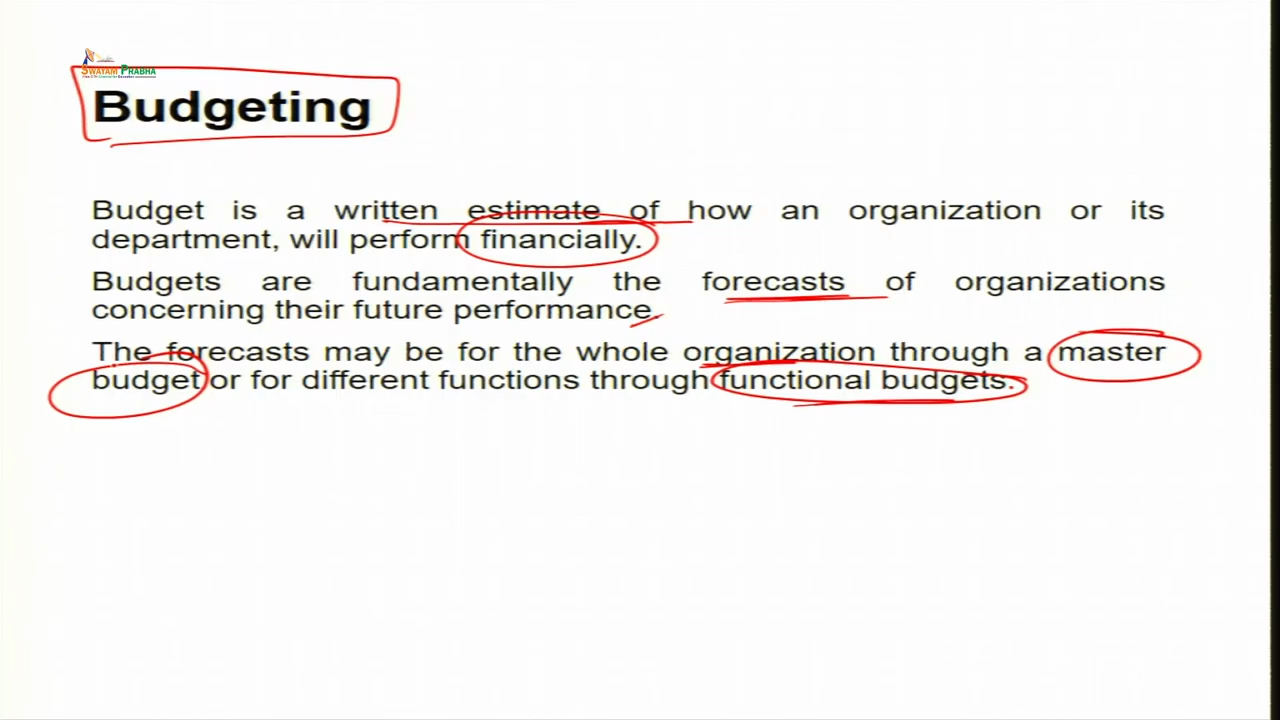 SWAYAM PRABHA
Budgeting
Budget is a written estimate of how an organization or its
department, will perform financially.
Budgets are fundamentally the forecasts of organizations
concerning their future performance.
The forecasts may be for the whole organization through a master
budget or for different functions through functional budgets.